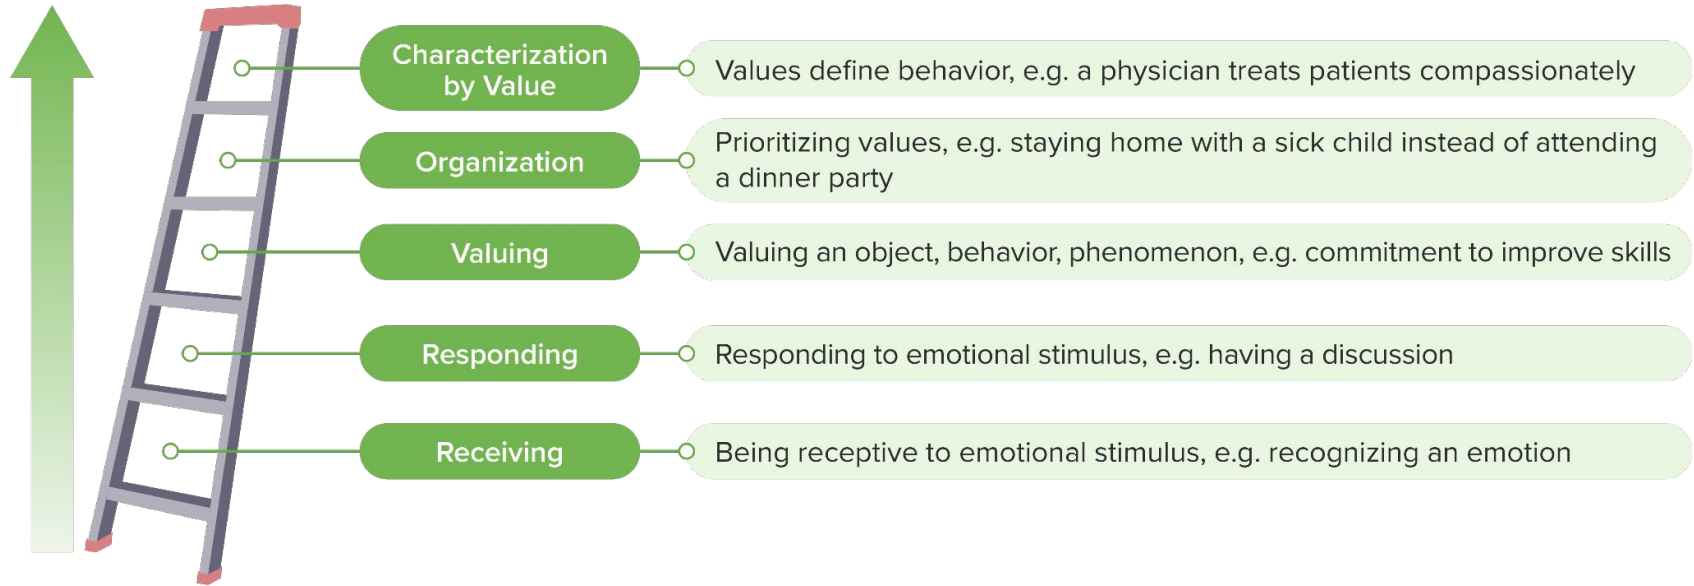 Characterization
by Value
Values define behavior, e.g. a physician treats patients compassionately
Organization
Prioritizing values, e.g. staying home with a sick child instead of attending
a dinner party
Valuing
Valuing an object, behavior, phenomenon, e.g. commitment to improve skills
Responding
Responding to emotional stimulus, e.g. having a discussion
Receiving
Being receptive to emotional stimulus, e.g. recognizing an emotion